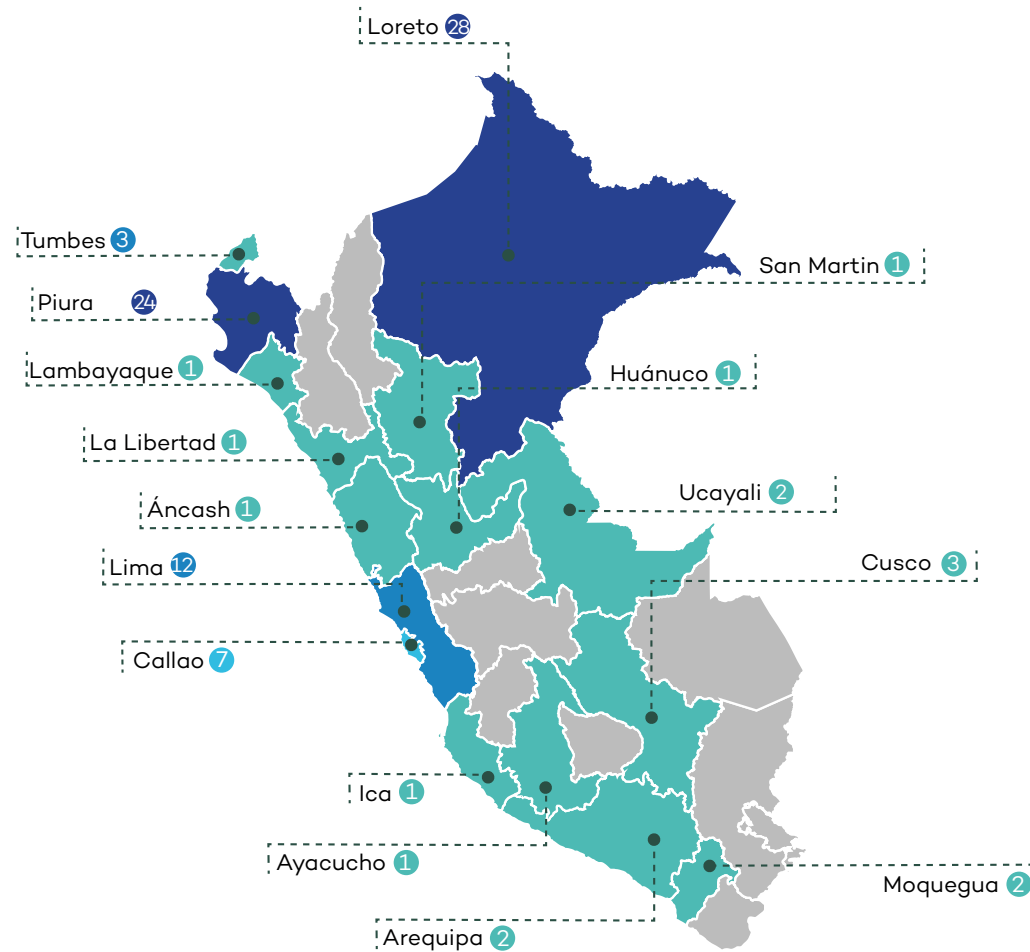 Loreto 28
Tumbes 3
San Martin 1
Piura 24
Lambayaque 1
Huánuco 1
La Libertad 1
Ucayali 2
Áncash 1
Lima 12
Cusco 3
Callao 7
Ica 1
Ayacucho 1
Moquegua 2
Arequipa 2